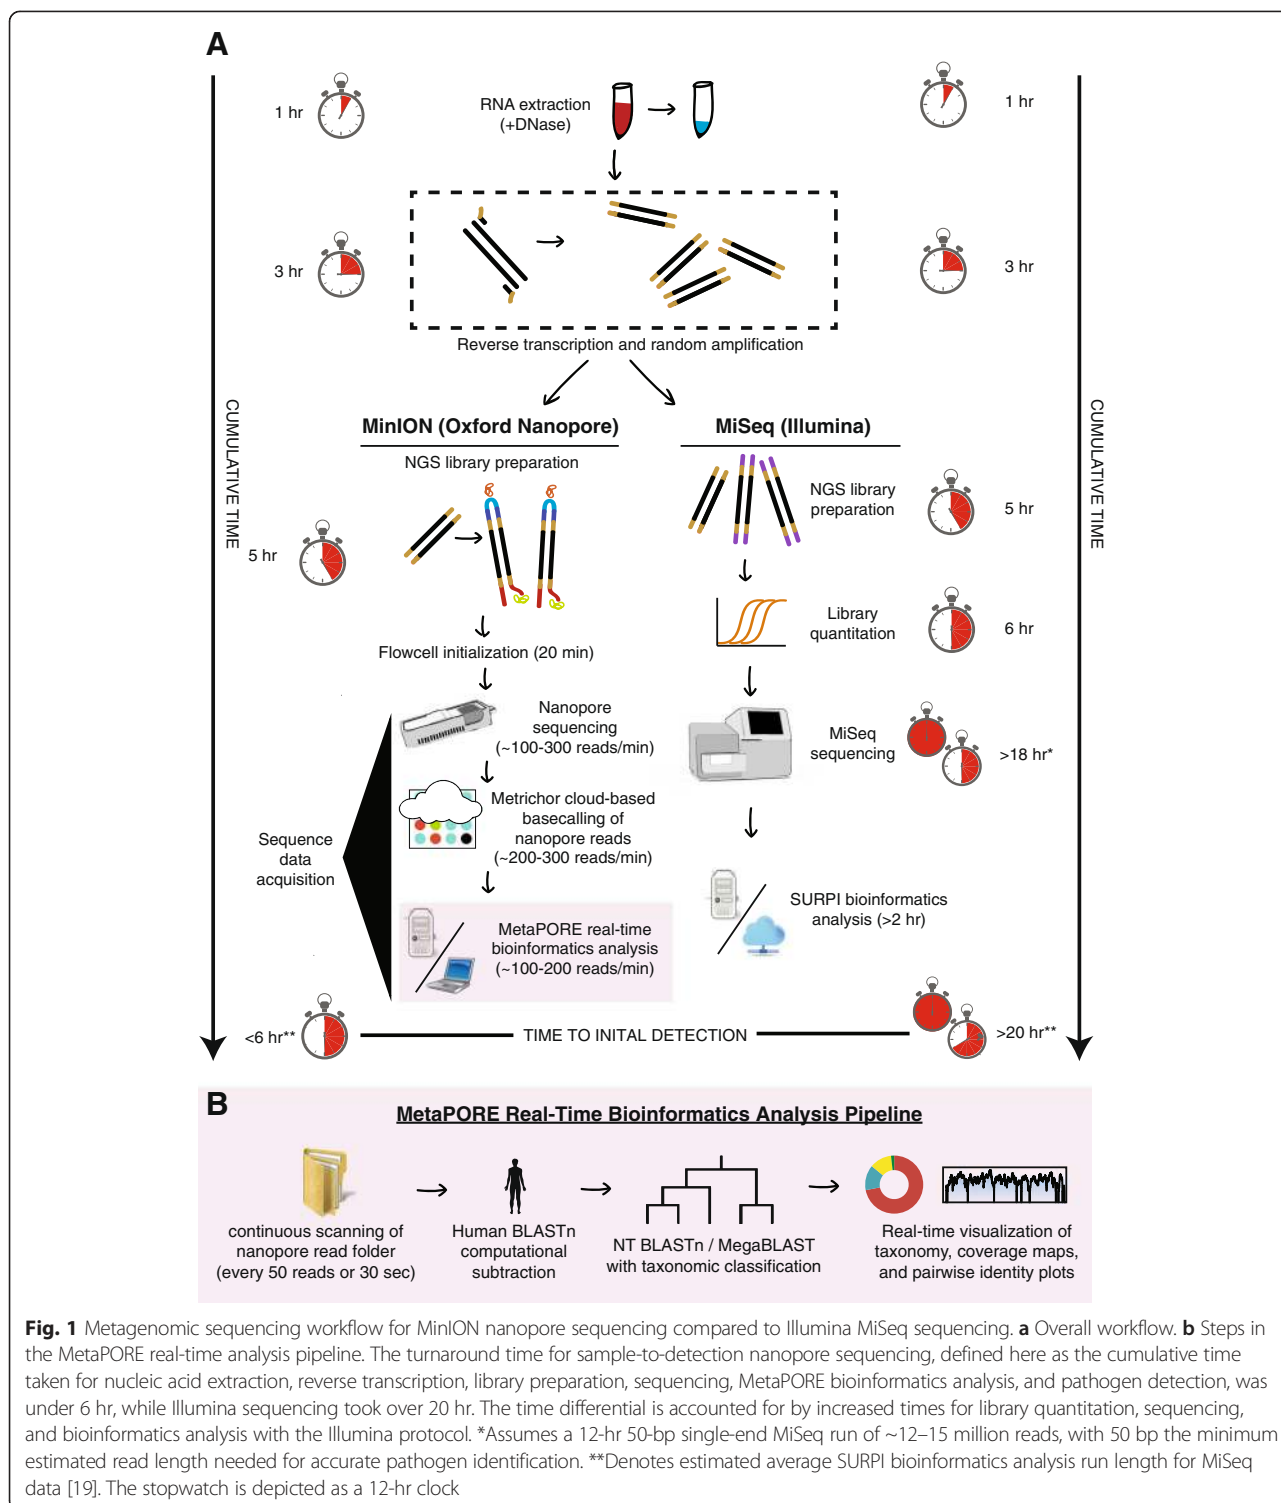 A
1 hr
RNA extraction
(+DNase)
1 hr
3 hr
3 hr
Reverse transcription and random amplification
CUMULATIVE TIME
CUMULATIVE TIME
MinION (Oxford Nanopore)
NGS library preparation
5 hr
Flowcell initialization (20 min)
Nanopore
sequencing
(~100-300 reads/min)
Metrichor cloud-based
basecalling of
nanopore reads
(~200-300 reads/min)
Sequence
data
acquisition
MetaPORE real-time
bioinformatics analysis
(~100-200 reads/min)
MiSeq (Illumina)
NGS library
preparation
5 hr
Library
quantitation
6 hr
MiSeq
sequencing
>18 hr*
SURPI bioinformatics
analysis (>2 hr)
<6 hr**
TIME TO INITAL DETECTION
>20 hr**
B
MetaPORE Real-Time Bioinformatics Analysis Pipeline
continuous scanning of
nanopore read folder
(every 50 reads or 30 sec)
Human BLASTn
computational
subtraction
NT BLASTn / MegaBLAST
with taxonomic classification
Real-time visualization of
taxonomy, coverage maps,
and pairwise identity plots
Fig. 1 Metagenomic sequencing workflow for MinION nanopore sequencing compared to Illumina MiSeq sequencing. a Overall workflow. b Steps in
the MetaPORE real-time analysis pipeline. The turnaround time for sample-to-detection nanopore sequencing, defined here as the cumulative time
taken for nucleic acid extraction, reverse transcription, library preparation, sequencing, MetaPORE bioinformatics analysis, and pathogen detection, was
under 6 hr, while Illumina sequencing took over 20 hr. The time differential is accounted for by increased times for library quantitation, sequencing,
and bioinformatics analysis with the Illumina protocol. *Assumes a 12-hr 50-bp single-end MiSeq run of ~12–15 million reads, with 50 bp the minimum
estimated read length needed for accurate pathogen identification. **Denotes estimated average SURPI bioinformatics analysis run length for MiSeq
data [19]. The stopwatch is depicted as a 12-hr clock